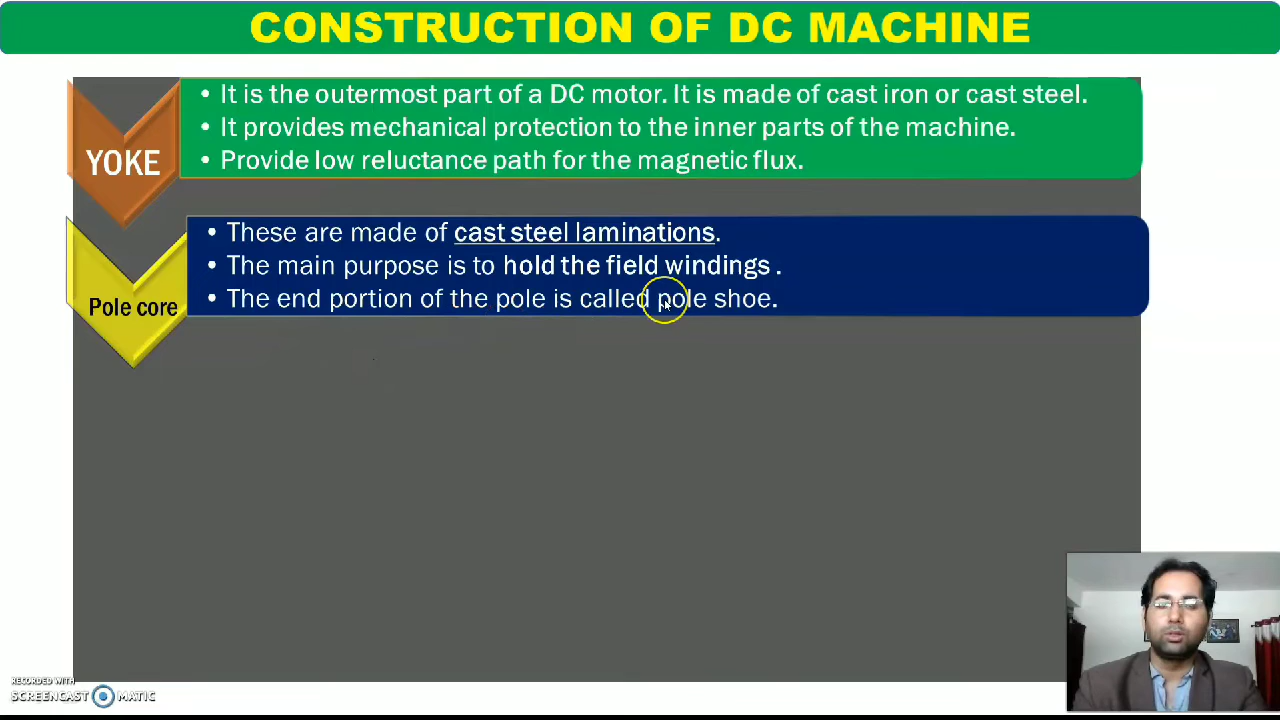 CONSTRUCTION OF DC MACHINE
YOKE
• It is the outermost part of a DC motor. It is made of cast iron or cast steel.
• It provides mechanical protection to the inner parts of the machine.
• Provide low reluctance path for the magnetic flux.
Pole core
• These are made of cast steel laminations.
• The main purpose is to hold the field windings .
• The end portion of the pole is called pole shoe.
RECORDED WITH
SCREENCAST MATIC